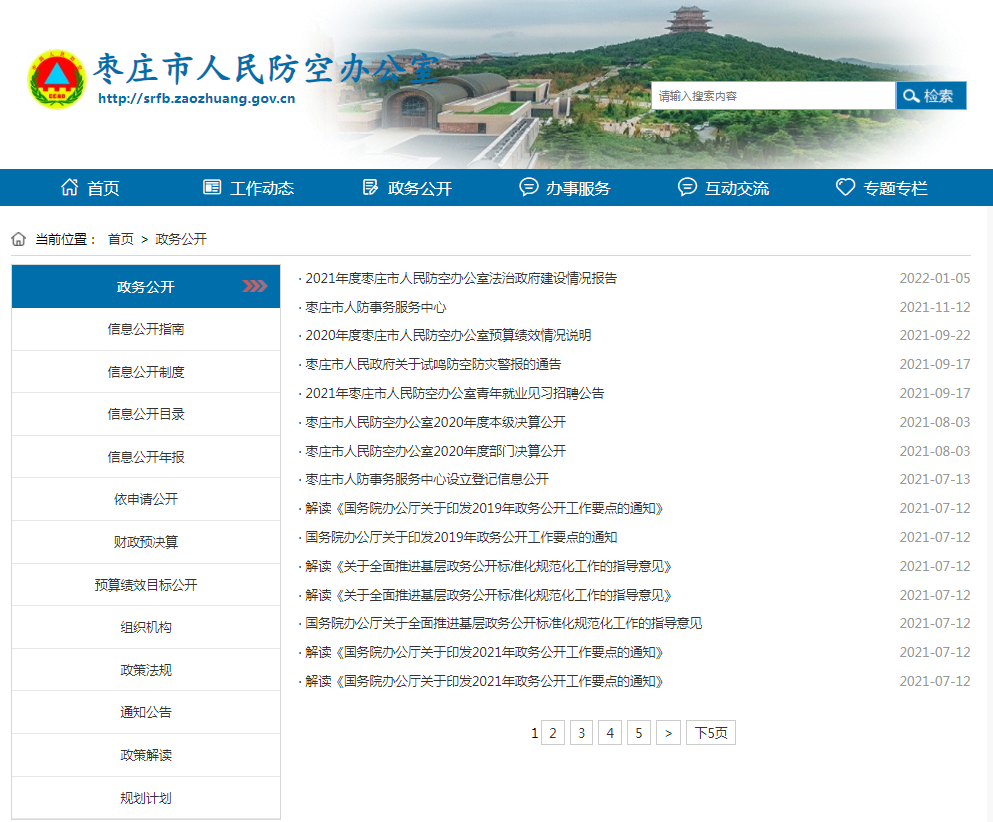 枣庄市人民防空办公室
http://srfb.zaozhuang.gov.cn
请输入搜索内容 检索
首页 工作动态 政务公开 办事服务 互动交流 专题专栏
当前位置： 首页 > 政务公开
政务公开
信息公开指南
信息公开制度
信息公开目录
信息公开年报
依申请公开
财政预决算
预算绩效目标公开
组织机构
政策法规
通知公告
政策解读
规划计划
· 2021年度枣庄市人民防空办公室法治政府建设情况报告 2022-01-05
· 枣庄市人防事务服务中心 2021-11-12
· 2020年度枣庄市人民防空办公室预算绩效情况说明 2021-09-22
· 枣庄市人民政府关于试鸣防空防灾警报的通告 2021-09-17
· 2021年枣庄市人民防空办公室青年就业见习招聘公告 2021-09-17
· 枣庄市人民防空办公室2020年度本级决算公开 2021-08-03
· 枣庄市人民防空办公室2020年度部门决算公开 2021-08-03
· 枣庄市人防事务服务中心设立登记信息公开 2021-07-13
· 解读《国务院办公厅关于印发2019年政务公开工作要点的通知》 2021-07-12
· 国务院办公厅关于印发2019年政务公开工作要点的通知 2021-07-12
· 解读《关于全面推进基层政务公开标准化规范化工作的指导意见》 2021-07-12
· 解读《关于全面推进基层政务公开标准化规范化工作的指导意见》 2021-07-12
· 国务院办公厅关于全面推进基层政务公开标准化规范化工作的指导意见 2021-07-12
· 解读《国务院办公厅关于印发2021年政务公开工作要点的通知》 2021-07-12
· 解读《国务院办公厅关于印发2021年政务公开工作要点的通知》 2021-07-12
1 2 3 4 5 > 下5页